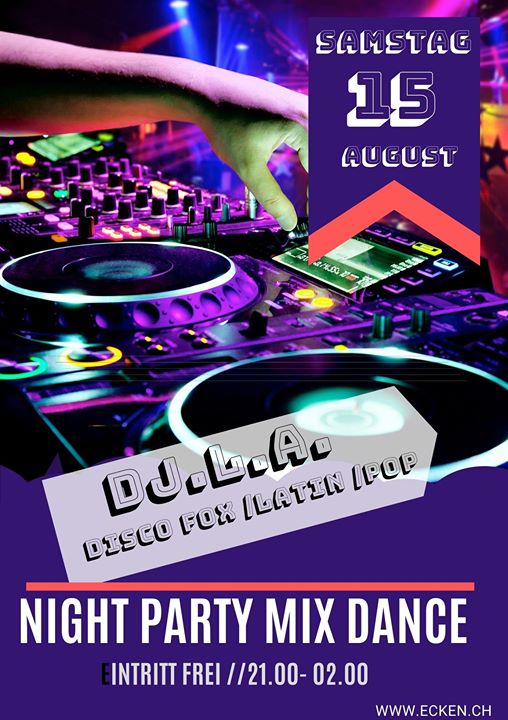 SAMSTAG
15
AUGUST
DJ.L.A.
DISCO FOX /LATIN /POP
NIGHT PARTY MIX DANCE
EINTRITT FREI //21.00- 02.00
WWW.ECKEN.CH